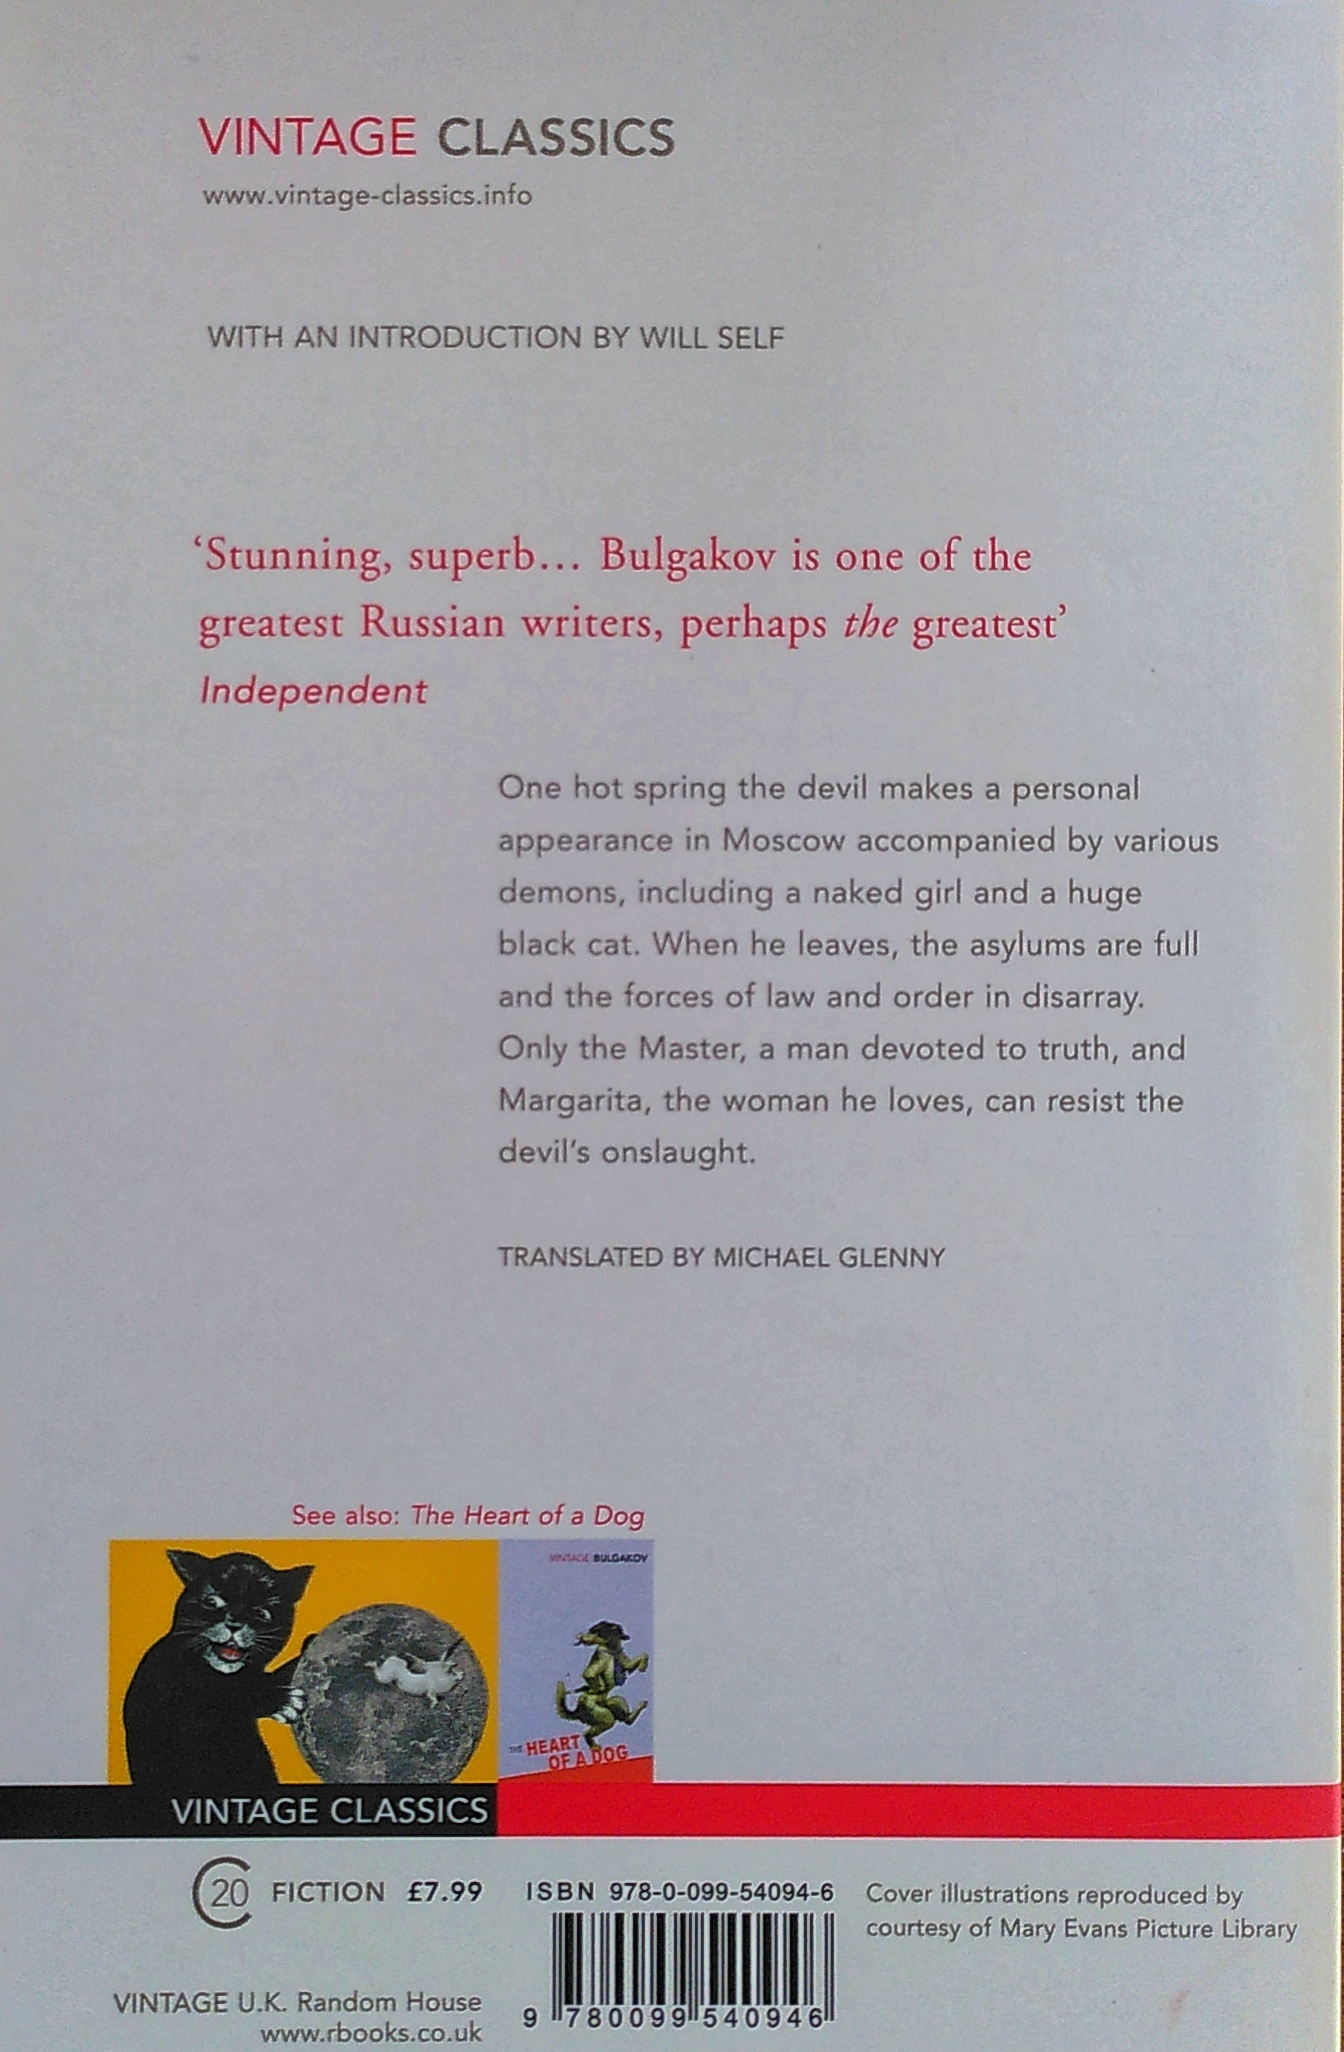 VINTAGE CLASSICS
www.vintage-classics.info
WITH AN INTRODUCTION BY WILL SELF
‘Stunning, superb... Bulgakov is one of the
greatest Russian writers, perhaps the greatest’
Independent
One hot spring the devil makes a personal
appearance in Moscow accompanied by various
demons, including a naked girl and a huge
black cat. When he leaves, the asylums are full
and the forces of law and order in disarray.
Only the Master, a man devoted to truth, and
Margarita, the woman he loves, can resist the
devil’s onslaught.
TRANSLATED BY MICHAEL GLENNY
See also: The Heart of a Dog
VINTAGE BULGAKOV
THE HEART
OF A DOG
VINTAGE CLASSICS
C20 FICTION £7.99
ISBN 978-0-099-54094-6
9 780099 540946
Cover illustrations reproduced by
courtesy of Mary Evans Picture Library
VINTAGE U.K. Random House
www.rbooks.co.uk